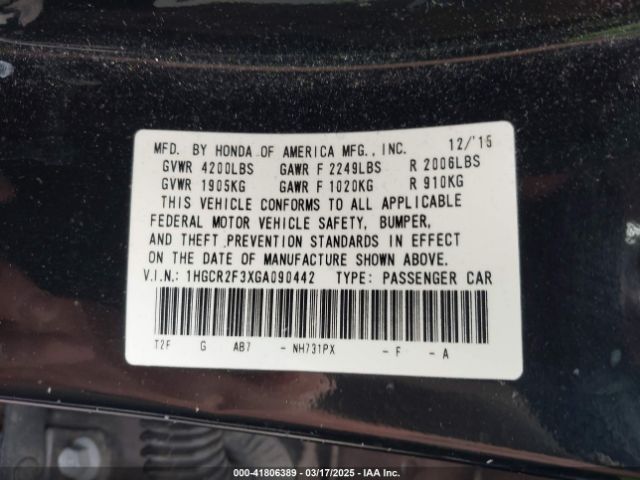 MFD. BY HONDA OF AMERICA MFG., INC. 12/'15
GVWR 4200LBS GAWR F 2249LBS R 2006LBS
GVWR 1905KG GAWR F 1020KG R 910KG
THIS VEHICLE CONFORMS TO ALL APPLICABLE
FEDERAL MOTOR VEHICLE SAFETY, BUMPER,
AND THEFT PREVENTION STANDARDS IN EFFECT
ON THE DATE OF MANUFACTURE SHOWN ABOVE.
V.I.N.: 1HGCR2F3XGA090442 TYPE: PASSENGER CAR
T2F G AB7 - NH731PX - F - A
000-41806389 - 03/17/2025 - IAA Inc.